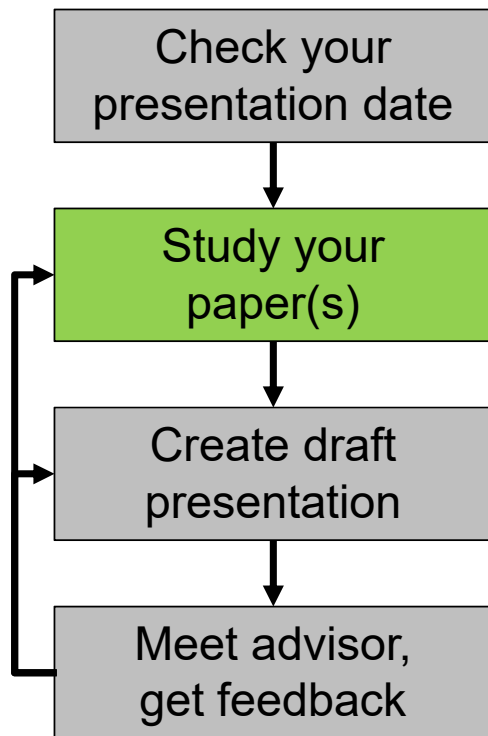 Check your
presentation date
Study your
paper(s)
Create draft
presentation
Meet advisor,
get feedback